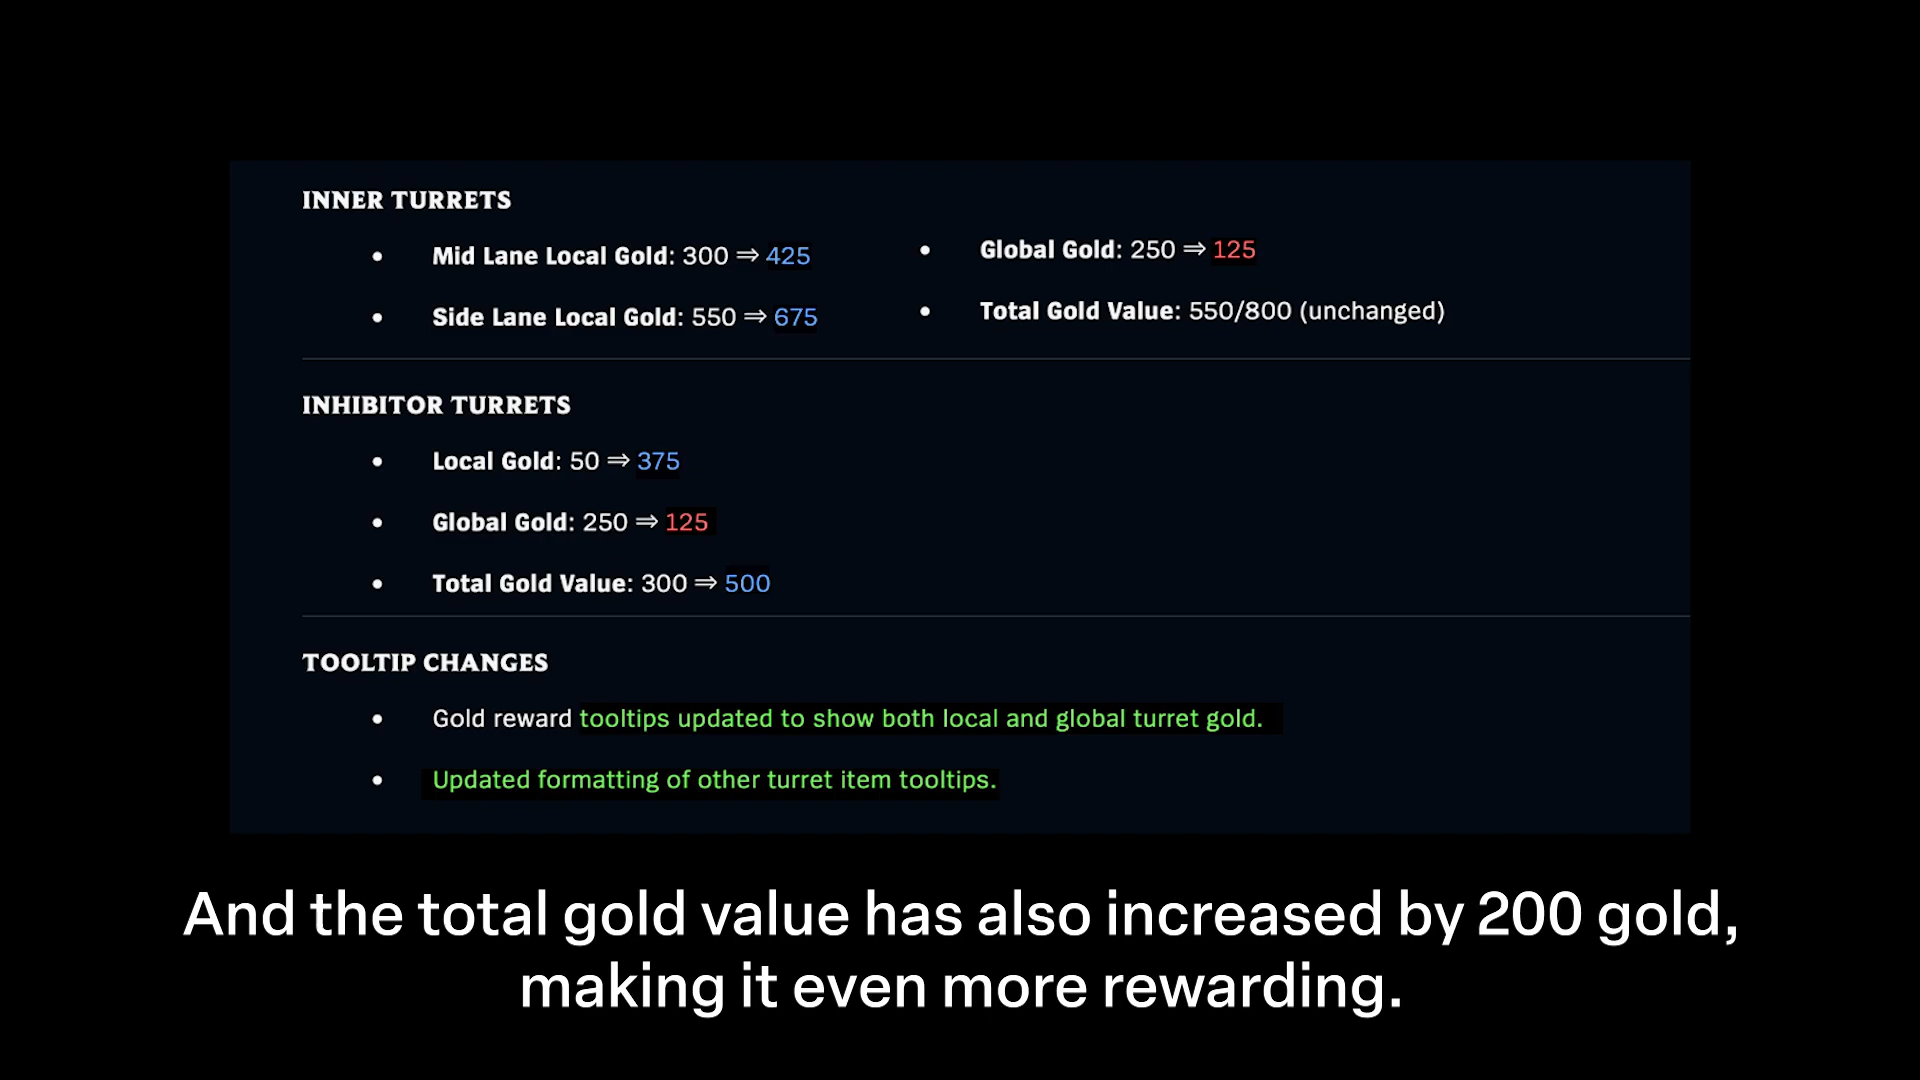 INNER TURRETS
• Mid Lane Local Gold: 300 ⇒ 425
• Side Lane Local Gold: 550 ⇒ 675
• Global Gold: 250 ⇒ 125
• Total Gold Value: 550/800 (unchanged)
INHIBITOR TURRETS
• Local Gold: 50 ⇒ 375
• Global Gold: 250 ⇒ 125
• Total Gold Value: 300 ⇒ 500
TOOLTIP CHANGES
• Gold reward tooltips updated to show both local and global turret gold.
• Updated formatting of other turret item tooltips.
And the total gold value has also increased by 200 gold,
making it even more rewarding.